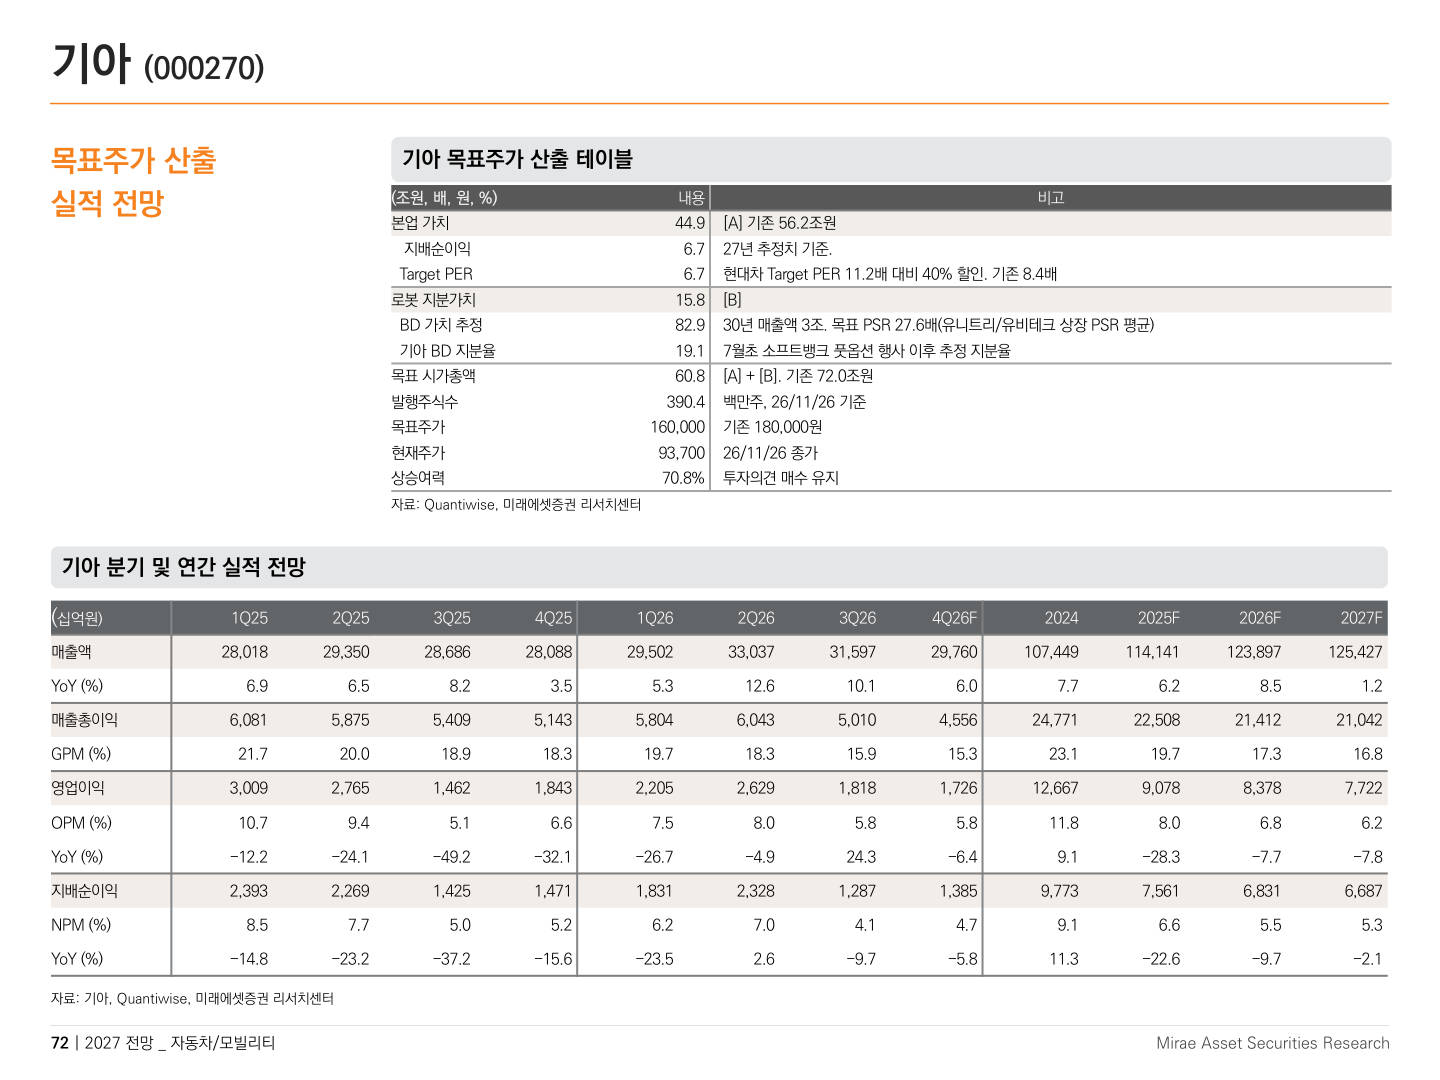 기아 (000270)
목표주가 산출
실적 전망
기아 목표주가 산출 테이블
(조원, 배, 원, %) 내용 비고
본업 가치 44.9 [A] 기존 56.2조원
지배순이익 6.7 27년 추정치 기준.
Target PER 6.7 현대차 Target PER 11.2배 대비 40% 할인. 기존 8.4배
로봇 지분가치 15.8 [B]
BD 가치 추정 82.9 30년 매출액 3조. 목표 PSR 27.6배(유니트리/유비테크 상장 PSR 평균)
기아 BD 지분율 19.1 7월초 소프트뱅크 풋옵션 행사 이후 추정 지분율
목표 시가총액 60.8 [A] + [B]. 기존 72.0조원
발행주식수 390.4 백만주, 26/11/26 기준
목표주가 160,000 기존 180,000원
현재주가 93,700 26/11/26 종가
상승여력 70.8% 투자의견 매수 유지
자료: Quantiwise, 미래에셋증권 리서치센터
기아 분기 및 연간 실적 전망
(십억원) 1Q25 2Q25 3Q25 4Q25 1Q26 2Q26 3Q26 4Q26F 2024 2025F 2026F 2027F
매출액 28,018 29,350 28,686 28,088 29,502 33,037 31,597 29,760 107,449 114,141 123,897 125,427
YoY (%) 6.9 6.5 8.2 3.5 5.3 12.6 10.1 6.0 7.7 6.2 8.5 1.2
매출총이익 6,081 5,875 5,409 5,143 5,804 6,043 5,010 4,556 24,771 22,508 21,412 21,042
GPM (%) 21.7 20.0 18.9 18.3 19.7 18.3 15.9 15.3 23.1 19.7 17.3 16.8
영업이익 3,009 2,765 1,462 1,843 2,205 2,629 1,818 1,726 12,667 9,078 8,378 7,722
OPM (%) 10.7 9.4 5.1 6.6 7.5 8.0 5.8 5.8 11.8 8.0 6.8 6.2
YoY (%) -12.2 -24.1 -49.2 -32.1 -26.7 -4.9 24.3 -6.4 9.1 -28.3 -7.7 -7.8
지배순이익 2,393 2,269 1,425 1,471 1,831 2,328 1,287 1,385 9,773 7,561 6,831 6,687
NPM (%) 8.5 7.7 5.0 5.2 6.2 7.0 4.1 4.7 9.1 6.6 5.5 5.3
YoY (%) -14.8 -23.2 -37.2 -15.6 -23.5 2.6 -9.7 -5.8 11.3 -22.6 -9.7 -2.1
자료: 기아, Quantiwise, 미래에셋증권 리서치센터
72 | 2027 전망 _ 자동차/모빌리티
Mirae Asset Securities Research